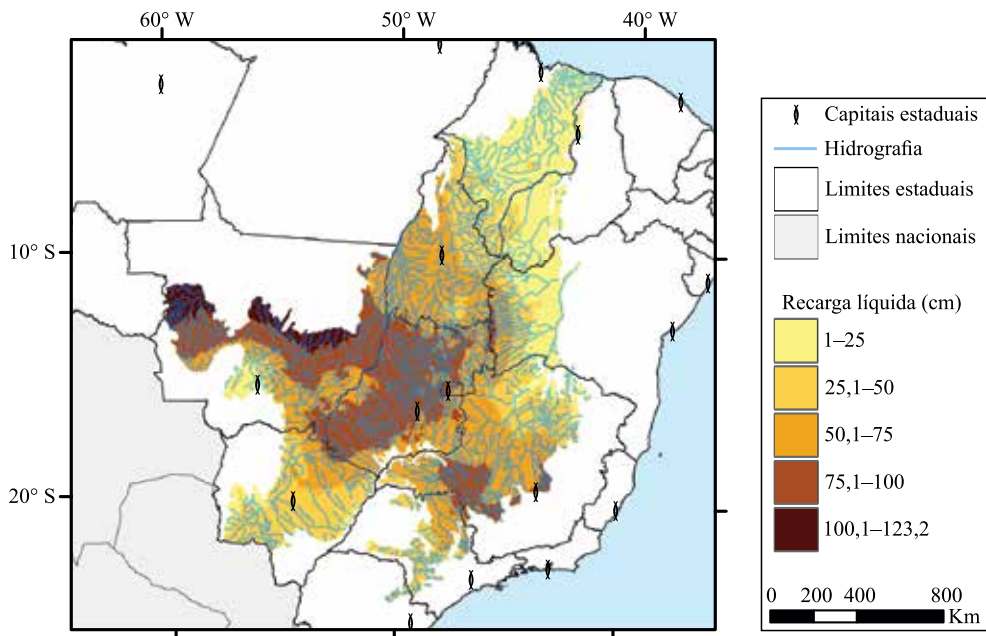 60° W 50° W 40° W
10° S
20° S
Capitais estaduais
Hidrografia
Limites estaduais
Limites nacionais
Recarga líquida (cm)
1–25
25,1–50
50,1–75
75,1–100
100,1–123,2
0 200 400 800
Km